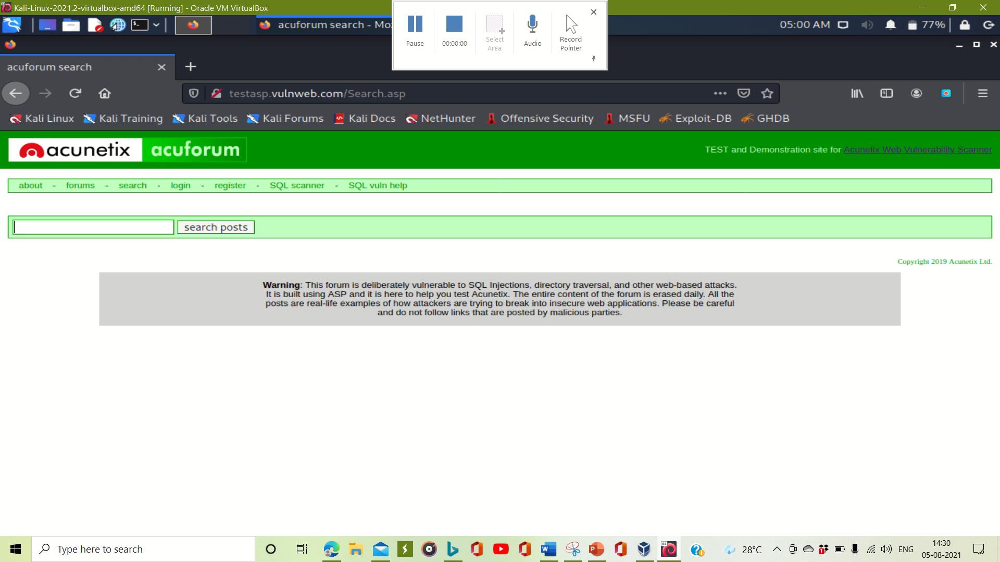 Kali-Linux-2021.2-virtualbox-amd64 [Running] - Oracle VM VirtualBox
Pause
00:00:00
Select
Area
Audio
Record
Pointer
acuforum search - Moz
05:00 AM
77%
acuforum search
testasp.vulnweb.com/Search.asp
Kali Linux
Kali Training
Kali Tools
Kali Forums
Kali Docs
NetHunter
Offensive Security
MSFU
Exploit-DB
GHDB
acunetix acuforum
TEST and Demonstration site for Acunetix Web Vulnerability Scanner
about - forums - search - login - register - SQL scanner - SQL vuln help
search posts
Copyright 2019 Acunetix Ltd.
Warning: This forum is deliberately vulnerable to SQL Injections, directory traversal, and other web-based attacks.
It is built using ASP and it is here to help you test Acunetix. The entire content of the forum is erased daily. All the
posts are real-life examples of how attackers are trying to break into insecure web applications. Please be careful
and do not follow links that are posted by malicious parties.
Type here to search
28°C
ENG
14:30
05-08-2021